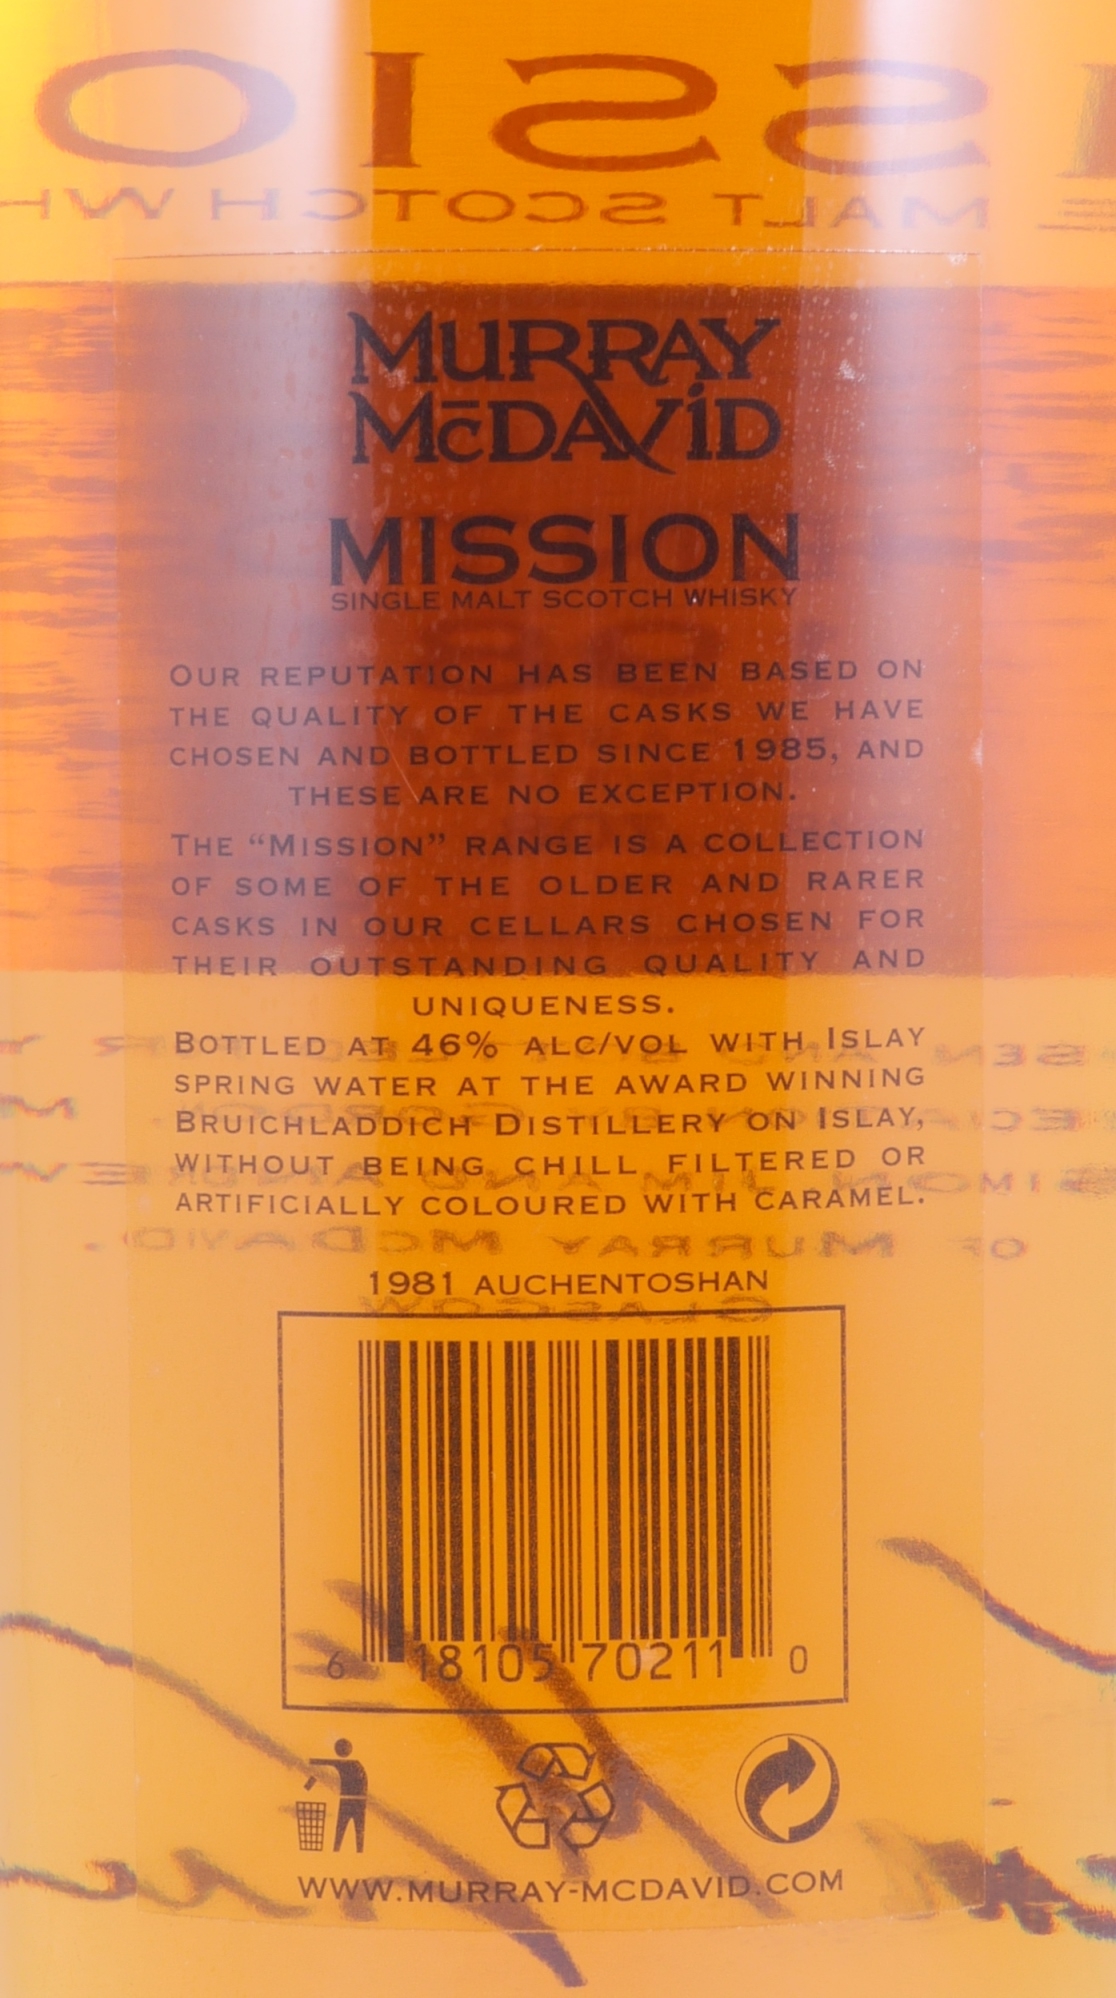 MURRAY
McDAVID
MISSION
SINGLE MALT SCOTCH WHISKY
OUR REPUTATION HAS BEEN BASED ON
THE QUALITY OF THE CASKS WE HAVE
CHOSEN AND BOTTLED SINCE 1985, AND
THESE ARE NO EXCEPTION.
THE “MISSION” RANGE IS A COLLECTION
OF SOME OF THE OLDER AND RARER
CASKS IN OUR CELLARS CHOSEN FOR
THEIR OUTSTANDING QUALITY AND
UNIQUENESS.
BOTTLED AT 46% ALC/VOL WITH ISLAY
SPRING WATER AT THE AWARD WINNING
BRUICHLADDICH DISTILLERY ON ISLAY,
WITHOUT BEING CHILL FILTERED OR
ARTIFICIALLY COLOURED WITH CARAMEL.
1981 AUCHENTOSHAN
6 18105 70211 0
WWW.MURRAY-MCDAVID.COM